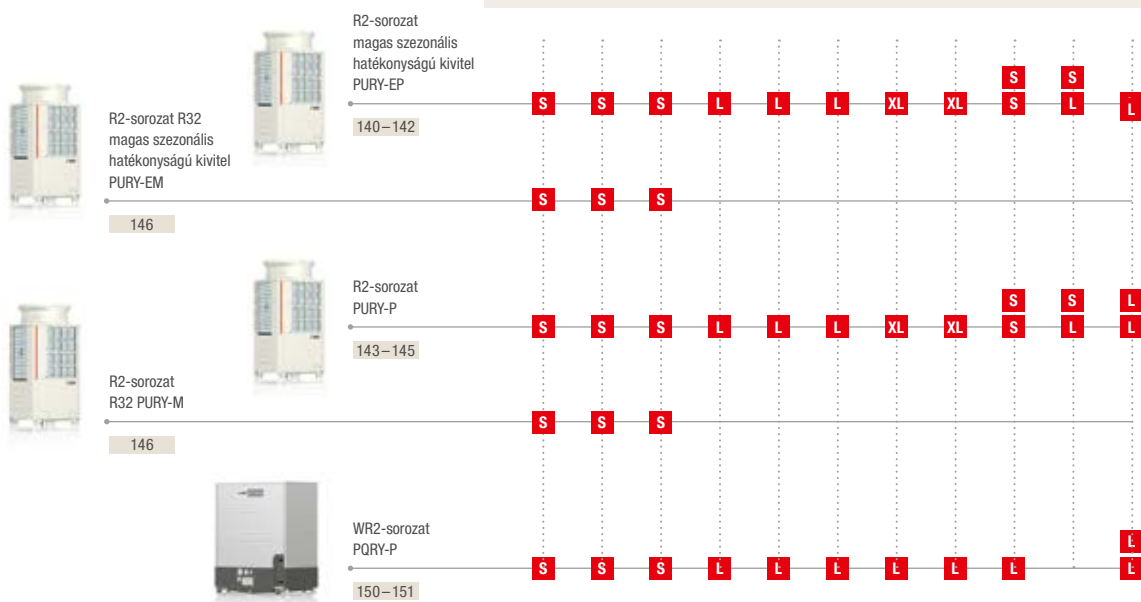 R2-sorozat
magas szezonális
hatékonyságú kivitel
PURY-EP
140–142
S S
S S S L L L XL XL S L L
L
R2-sorozat R32
magas szezonális
hatékonyságú kivitel
PURY-EM
146
S S S
R2-sorozat
PURY-P
143–145
S S L
S S S L L L XL XL S L L
R2-sorozat
R32 PURY-M
146
S S S
WR2-sorozat
PQRY-P
150–151
L
S S S L L L L L L L